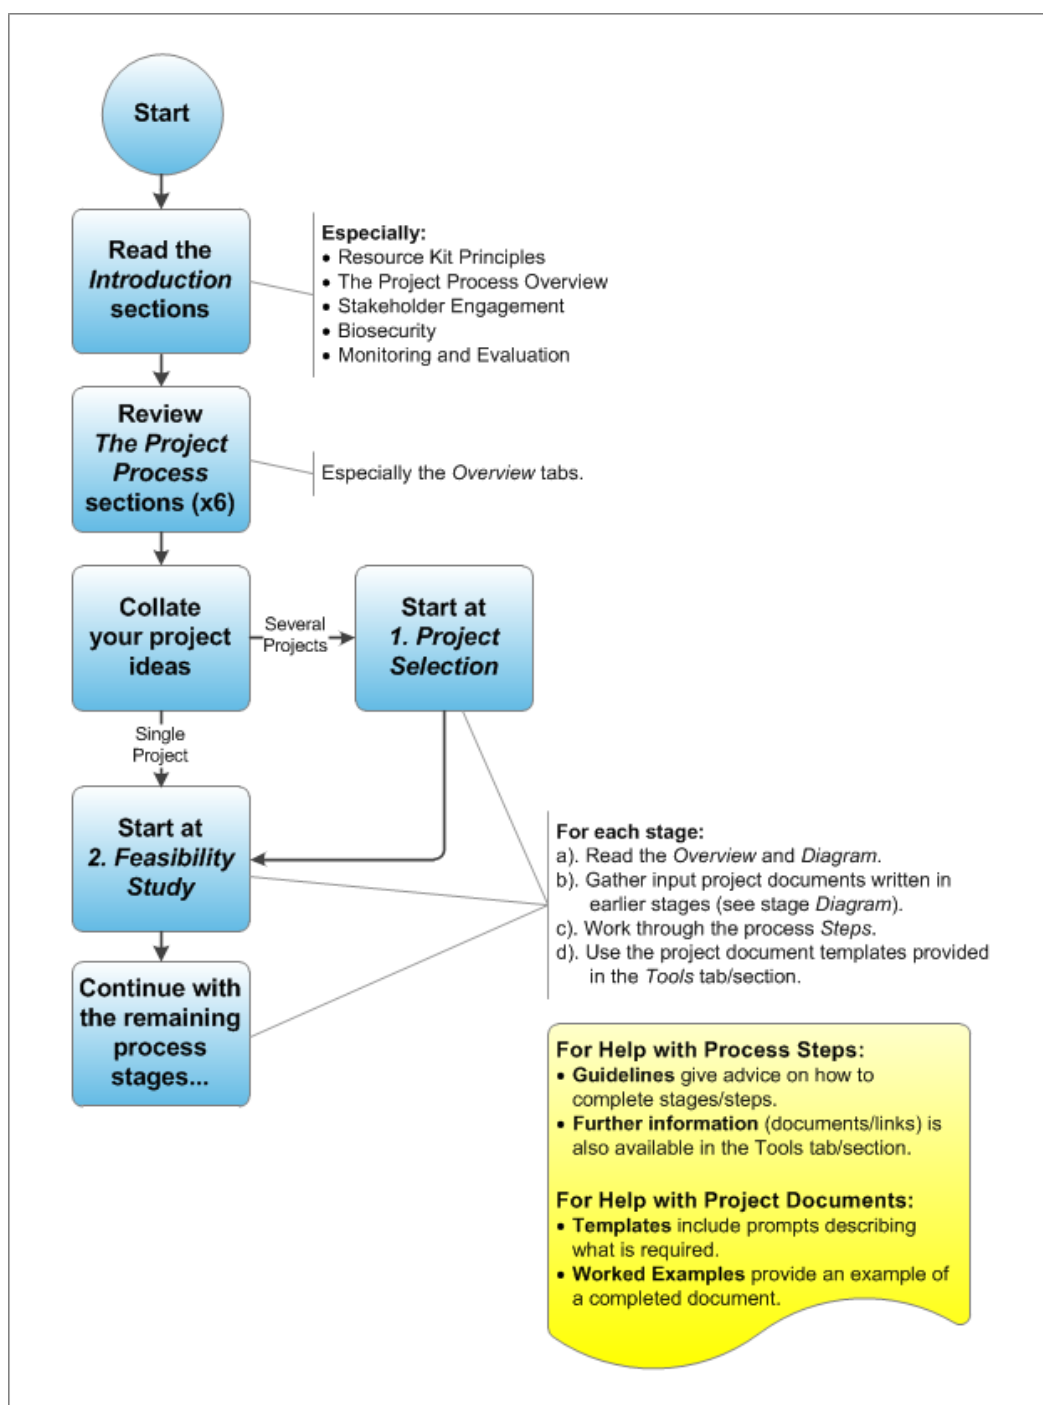 Start
Read the
Introduction
sections
Especially:
• Resource Kit Principles
• The Project Process Overview
• Stakeholder Engagement
• Biosecurity
• Monitoring and Evaluation
Review
The Project
Process
sections (x6)
Especially the Overview tabs.
Collate
your project
ideas
Several
Projects
Start at
1. Project
Selection
Single
Project
Start at
2. Feasibility
Study
For each stage:
a). Read the Overview and Diagram.
b). Gather input project documents written in
earlier stages (see stage Diagram).
c). Work through the process Steps.
d). Use the project document templates provided
in the Tools tab/section.
Continue with
the remaining
process
stages...
For Help with Process Steps:
• Guidelines give advice on how to
complete stages/steps.
• Further information (documents/links) is
also available in the Tools tab/section.
For Help with Project Documents:
• Templates include prompts describing
what is required.
• Worked Examples provide an example of
a completed document.